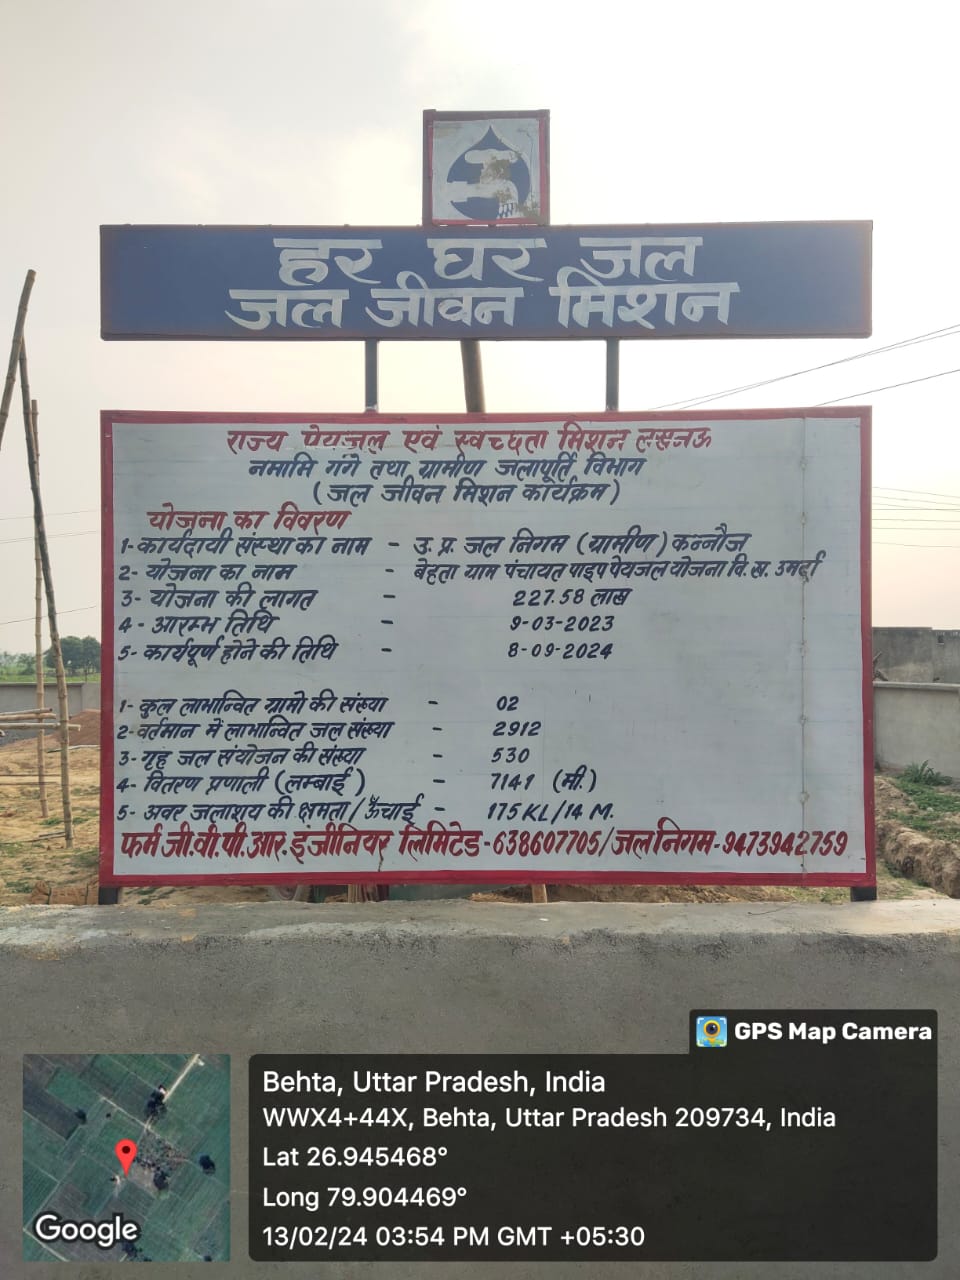 हर घर जल
जल जीवन मिशन
राज्य पेयजल एवं स्वच्छता मिशन लखनऊ
नमामि गंगे तथा ग्रामीण जलापूर्ति विभाग
(जल जीवन मिशन कार्यक्रम)
योजना का विवरण
1- कार्यदायी संस्था का नाम - उ. प्र. जल निगम (ग्रामीण) कन्नौज
2- योजना का नाम - बेहता ग्राम पंचायत पाइप पेयजल योजना वि. ख. उमर्दा
3- योजना की लागत - 227.58 लाख
4- आरम्भ तिथि - 9-03-2023
5- कार्यपूर्ण होने की तिथि - 8-09-2024
1- कुल लाभान्वित ग्रामो की संख्या - 02
2- वर्तमान में लाभान्वित जल संख्या - 2912
3- गृह जल संयोजन की संख्या - 530
4- वितरण प्रणाली (लम्बाई) - 7141 (मी.)
5- अवर जलाशय की क्षमता/ऊँचाई - 175 KL/14 M.
फर्म जी.वी.पी.आर. इंजीनियर लिमिटेड-638607705/जल निगम-9473942759
GPS Map Camera
Behta, Uttar Pradesh, India
WWX4+44X, Behta, Uttar Pradesh 209734, India
Lat 26.945468°
Long 79.904469°
13/02/24 03:54 PM GMT +05:30
Google